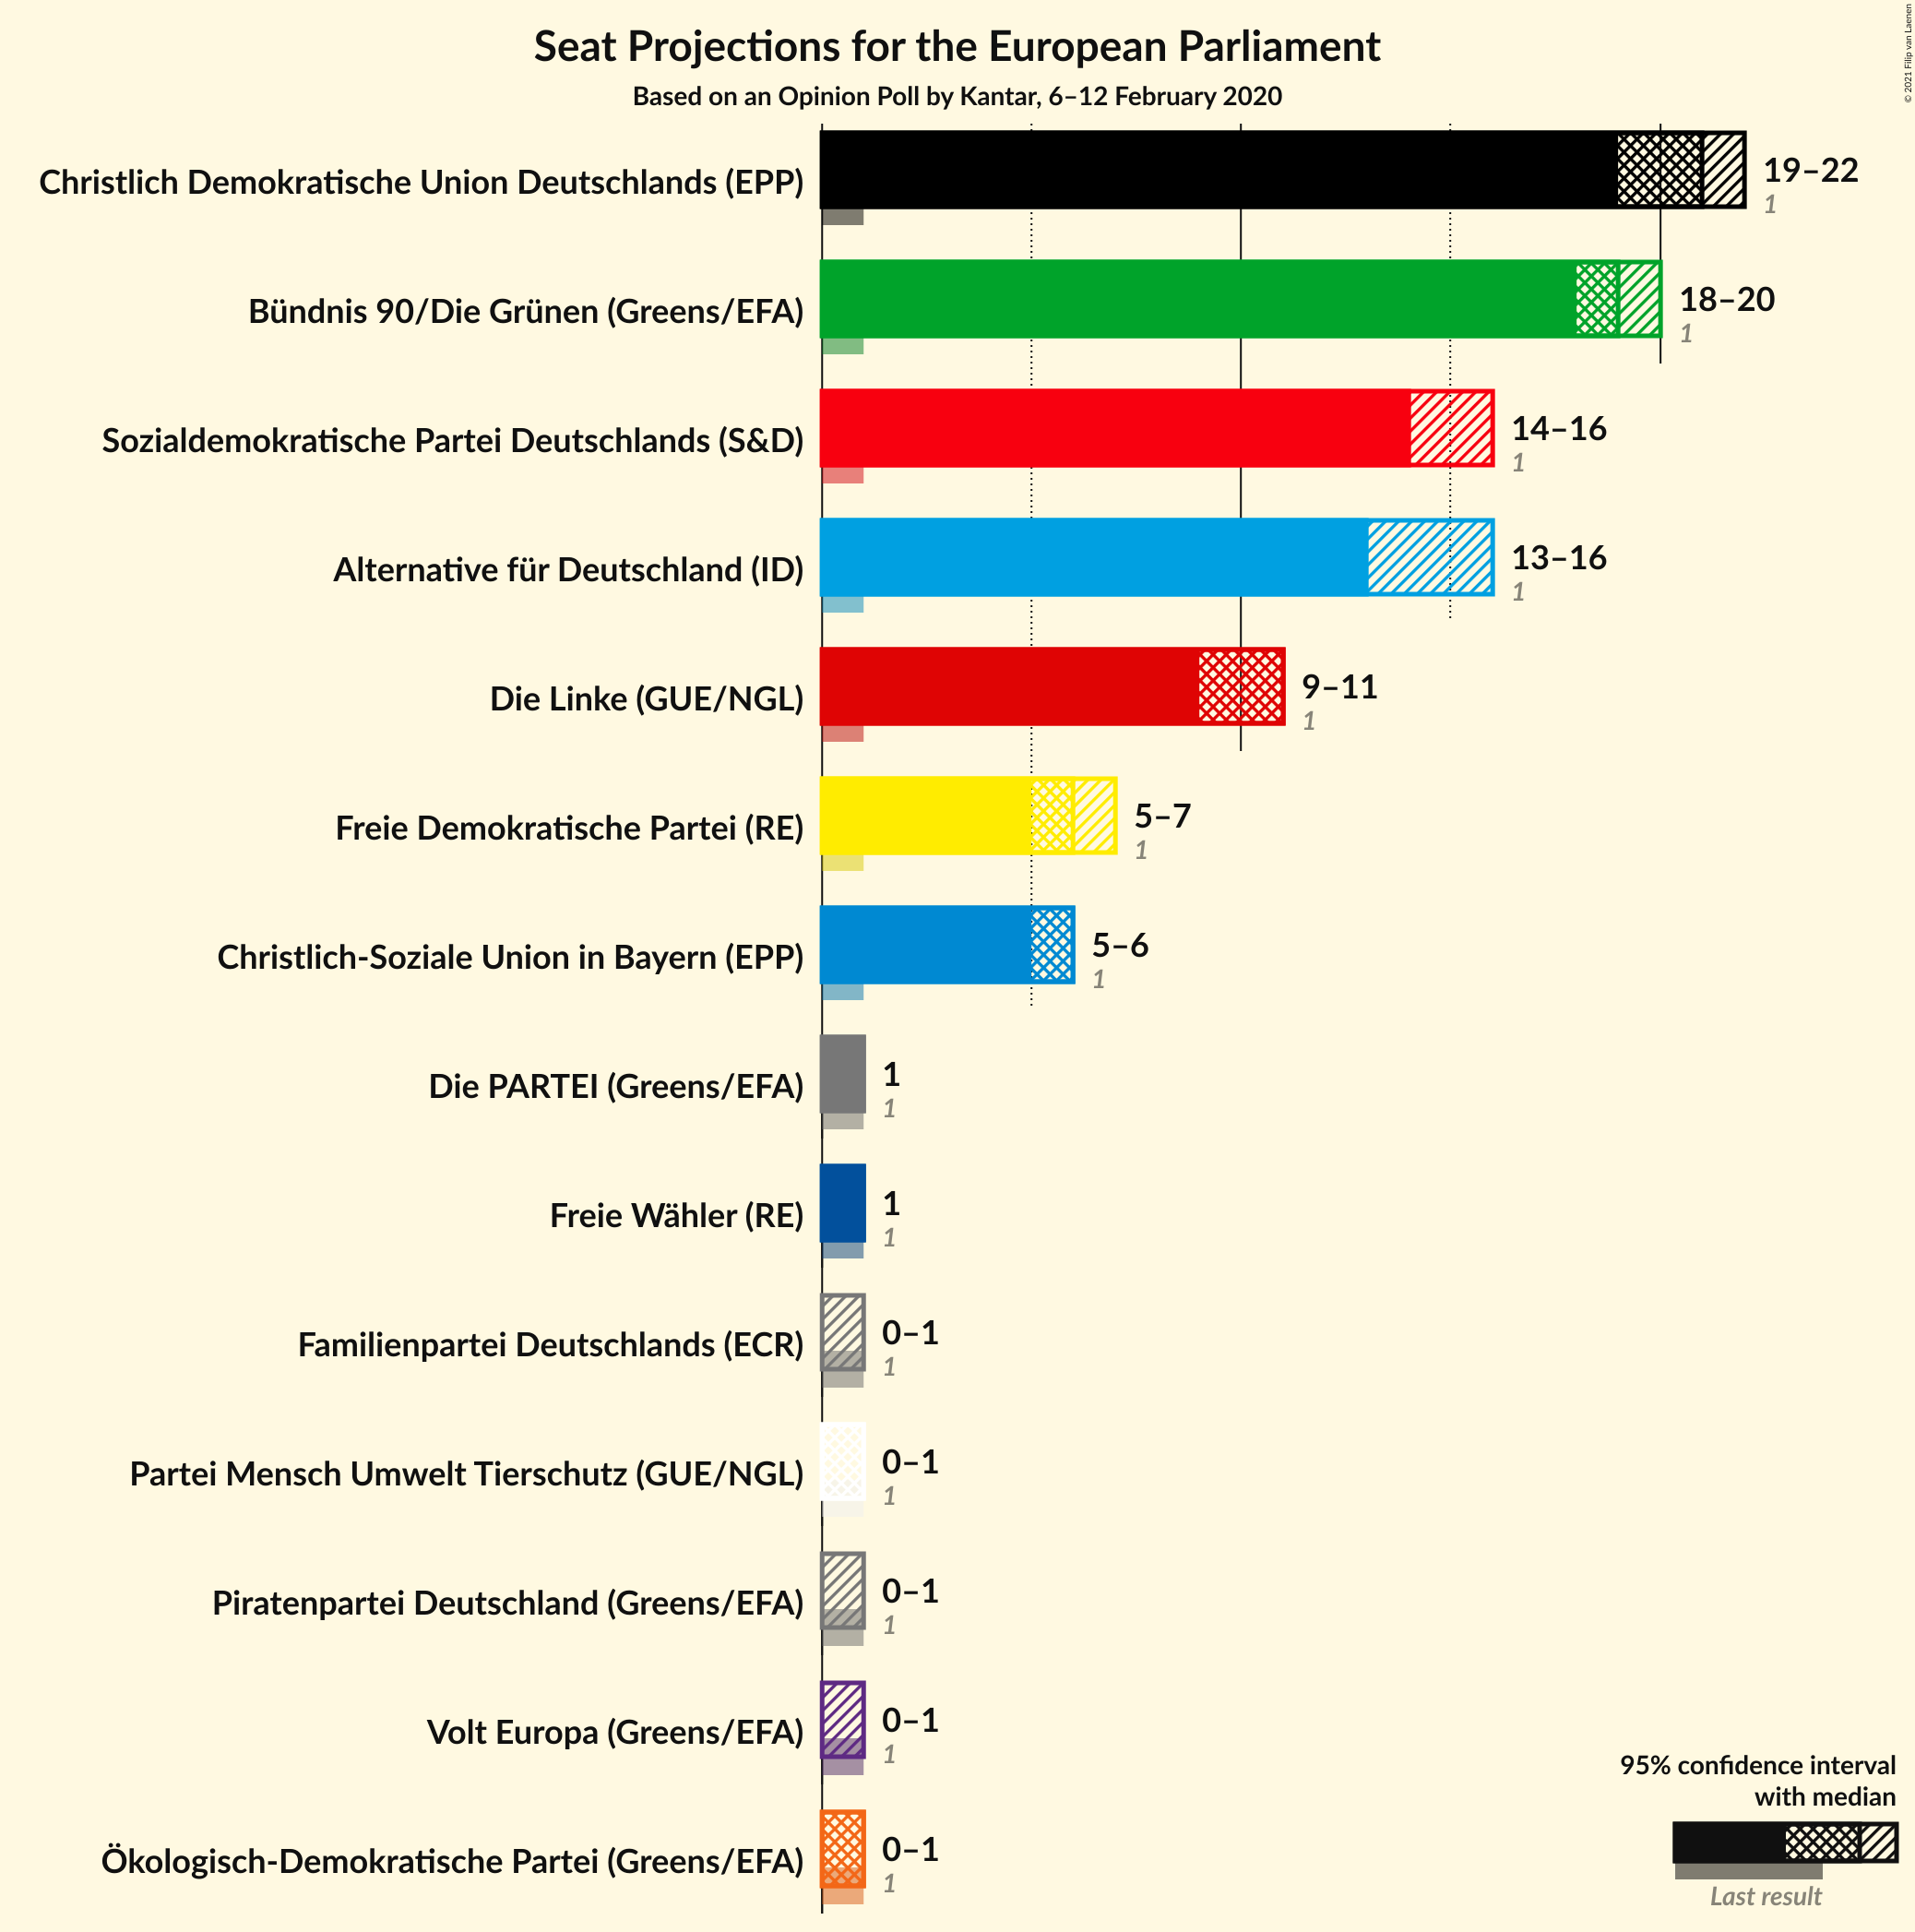 Seat Projections for the European Parliament
Based on an Opinion Poll by Kantar, 6–12 February 2020
© 2021 Filip van Laenen
Christlich Demokratische Union Deutschlands (EPP)
19–22
1
Bündnis 90/Die Grünen (Greens/EFA)
18–20
1
Sozialdemokratische Partei Deutschlands (S&D)
14–16
1
Alternative für Deutschland (ID)
13–16
1
Die Linke (GUE/NGL)
9–11
1
Freie Demokratische Partei (RE)
5–7
1
Christlich-Soziale Union in Bayern (EPP)
5–6
1
Die PARTEI (Greens/EFA)
1
1
Freie Wähler (RE)
1
1
Familienpartei Deutschlands (ECR)
0–1
1
Partei Mensch Umwelt Tierschutz (GUE/NGL)
0–1
1
Piratenpartei Deutschland (Greens/EFA)
0–1
1
Volt Europa (Greens/EFA)
0–1
1
Ökologisch-Demokratische Partei (Greens/EFA)
0–1
1
95% confidence interval
with median
Last result